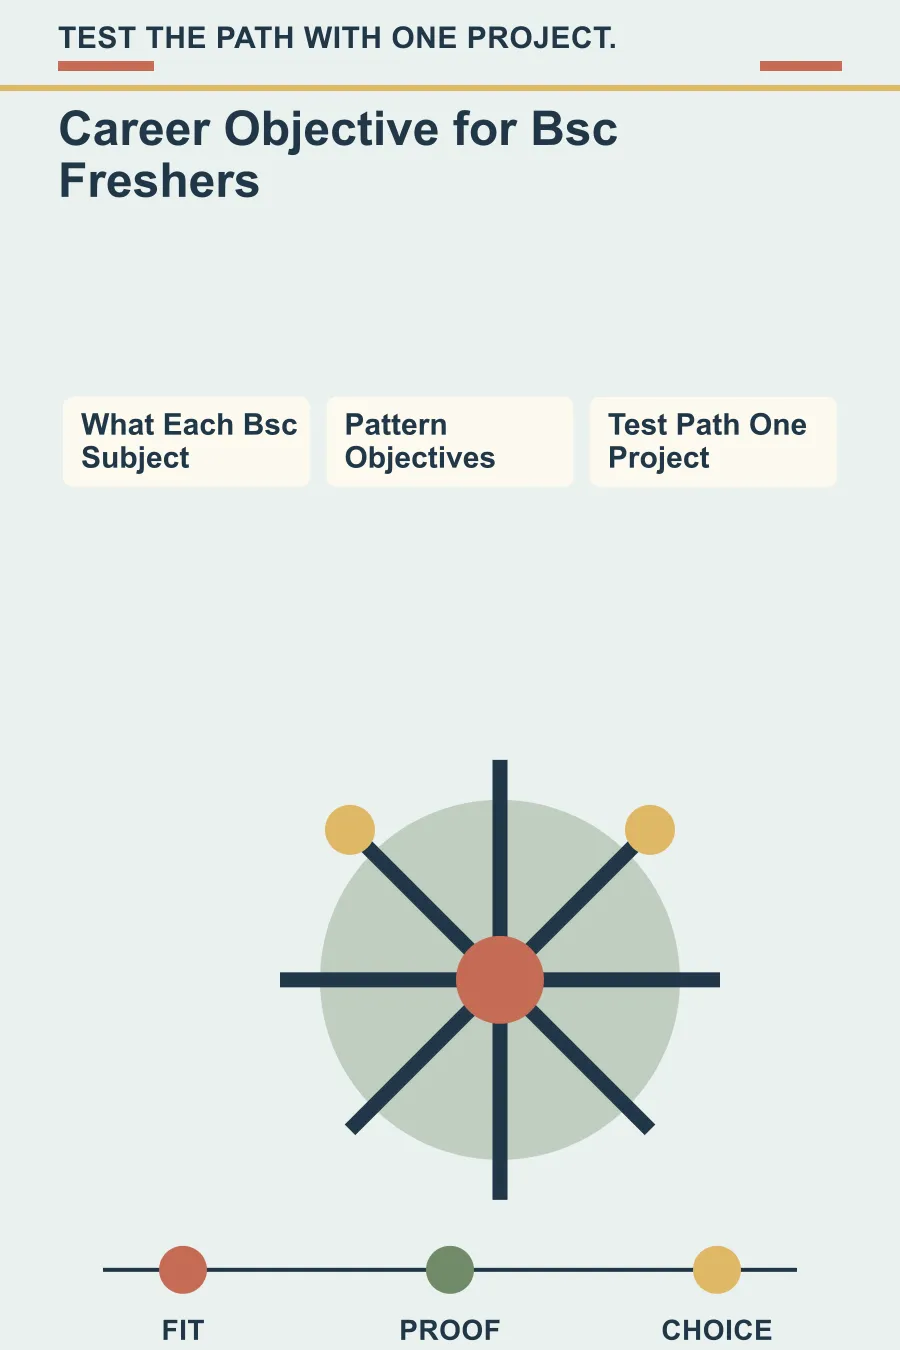 TEST THE PATH WITH ONE PROJECT.
Career Objective for Bsc
Freshers
What Each Bsc
Subject
Pattern
Objectives
Test Path One
Project
FIT
PROOF
CHOICE